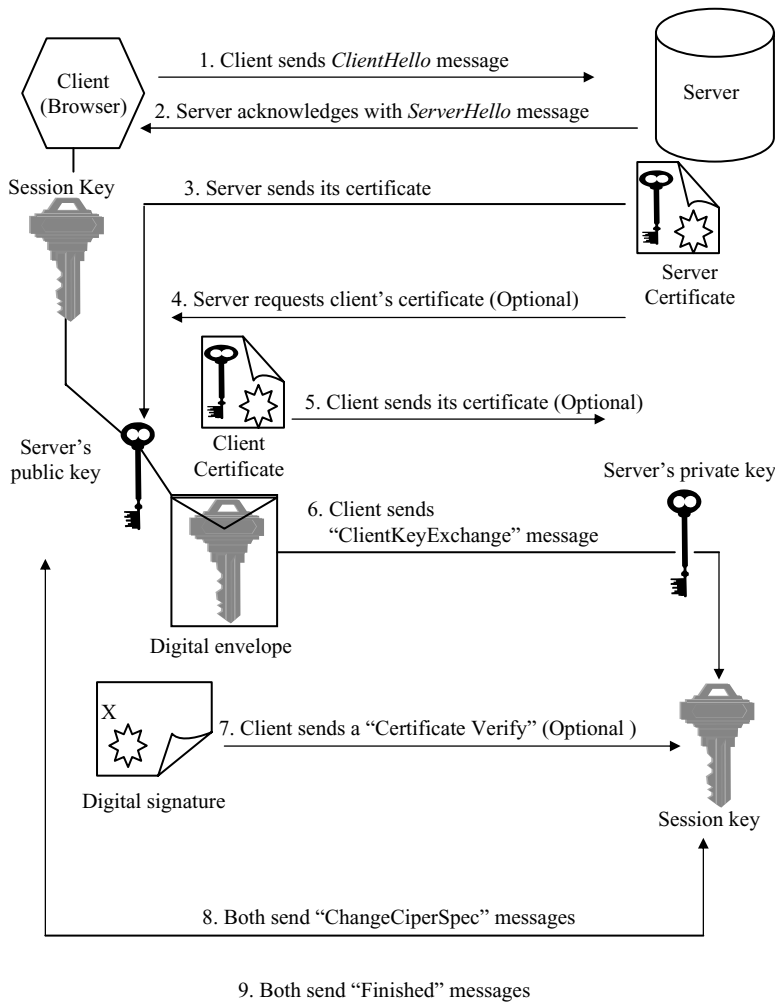 1. Client sends ClientHello message
Client
(Browser)
Server
2. Server acknowledges with ServerHello message
Session Key
3. Server sends its certificate
Server
Certificate
4. Server requests client’s certificate (Optional)
5. Client sends its certificate (Optional)
Client
Certificate
Server’s
public key
Server’s private key
6. Client sends
“ClientKeyExchange” message
Digital envelope
X
7. Client sends a “Certificate Verify” (Optional )
Digital signature
Session key
8. Both send “ChangeCiperSpec” messages
9. Both send “Finished” messages